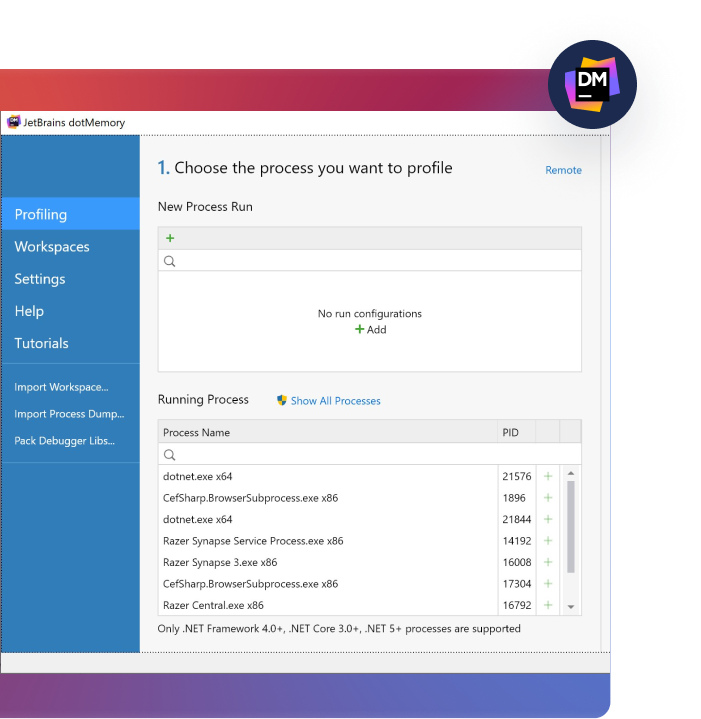 DM
JetBrains dotMemory
1. Choose the process you want to profile
Remote
Profiling
Workspaces
Settings
Help
Tutorials
Import Workspace...
Import Process Dump...
Pack Debugger Libs...
New Process Run
+
No run configurations
+ Add
Running Process
Show All Processes
Process Name PID
dotnet.exe x64 21576 +
CefSharp.BrowserSubprocess.exe x86 1896 +
dotnet.exe x64 21844 +
Razer Synapse Service Process.exe x86 14192 +
Razer Synapse 3.exe x86 16008 +
CefSharp.BrowserSubprocess.exe x86 17304 +
Razer Central.exe x86 16792 +
Only .NET Framework 4.0+, .NET Core 3.0+, .NET 5+ processes are supported